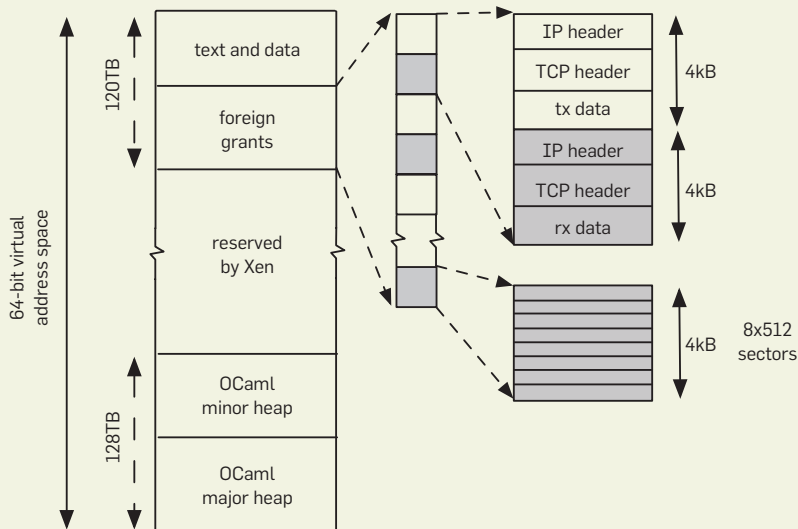 64-bit virtual
address space
120TB
128TB
text and data
foreign
grants
reserved
by Xen
OCaml
minor heap
OCaml
major heap
IP header
TCP header
tx data
IP header
TCP header
rx data
4kB
4kB
4kB
8x512
sectors